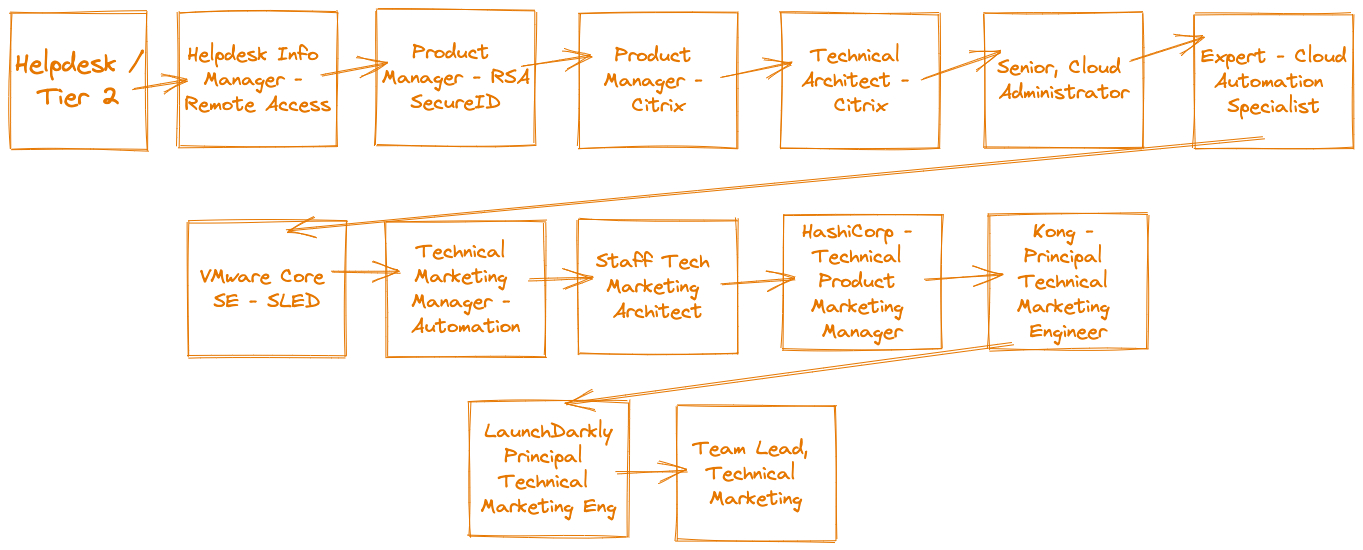 Helpdesk /
Tier 2
Helpdesk Info
Manager -
Remote Access
Product
Manager - RSA
SecureID
Product
Manager -
Citrix
Technical
Architect -
Citrix
Senior, Cloud
Administrator
Expert - Cloud
Automation
Specialist
VMware Core
SE - SLED
Technical
Marketing
Manager -
Automation
Staff Tech
Marketing
Architect
HashiCorp -
Technical
Product
Marketing
Manager
Kong -
Principal
Technical
Marketing
Engineer
LaunchDarkly
Principal
Technical
Marketing Eng
Team Lead,
Technical
Marketing